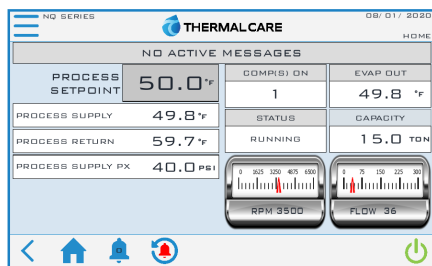 NQ SERIES
THERMALCARE
08/01/2020
HOME
NO ACTIVE MESSAGES
PROCESS SETPOINT 50.0°F
COMP(S) ON
1
EVAP OUT
49.8 °F
PROCESS SUPPLY 49.8°F
STATUS
RUNNING
CAPACITY
15.0 TON
PROCESS RETURN 59.7°F
PROCESS SUPPLY PX 40.0 PSI
0 1625 3250 4875 6500
RPM 3500
0 75 150 225 300
FLOW 36